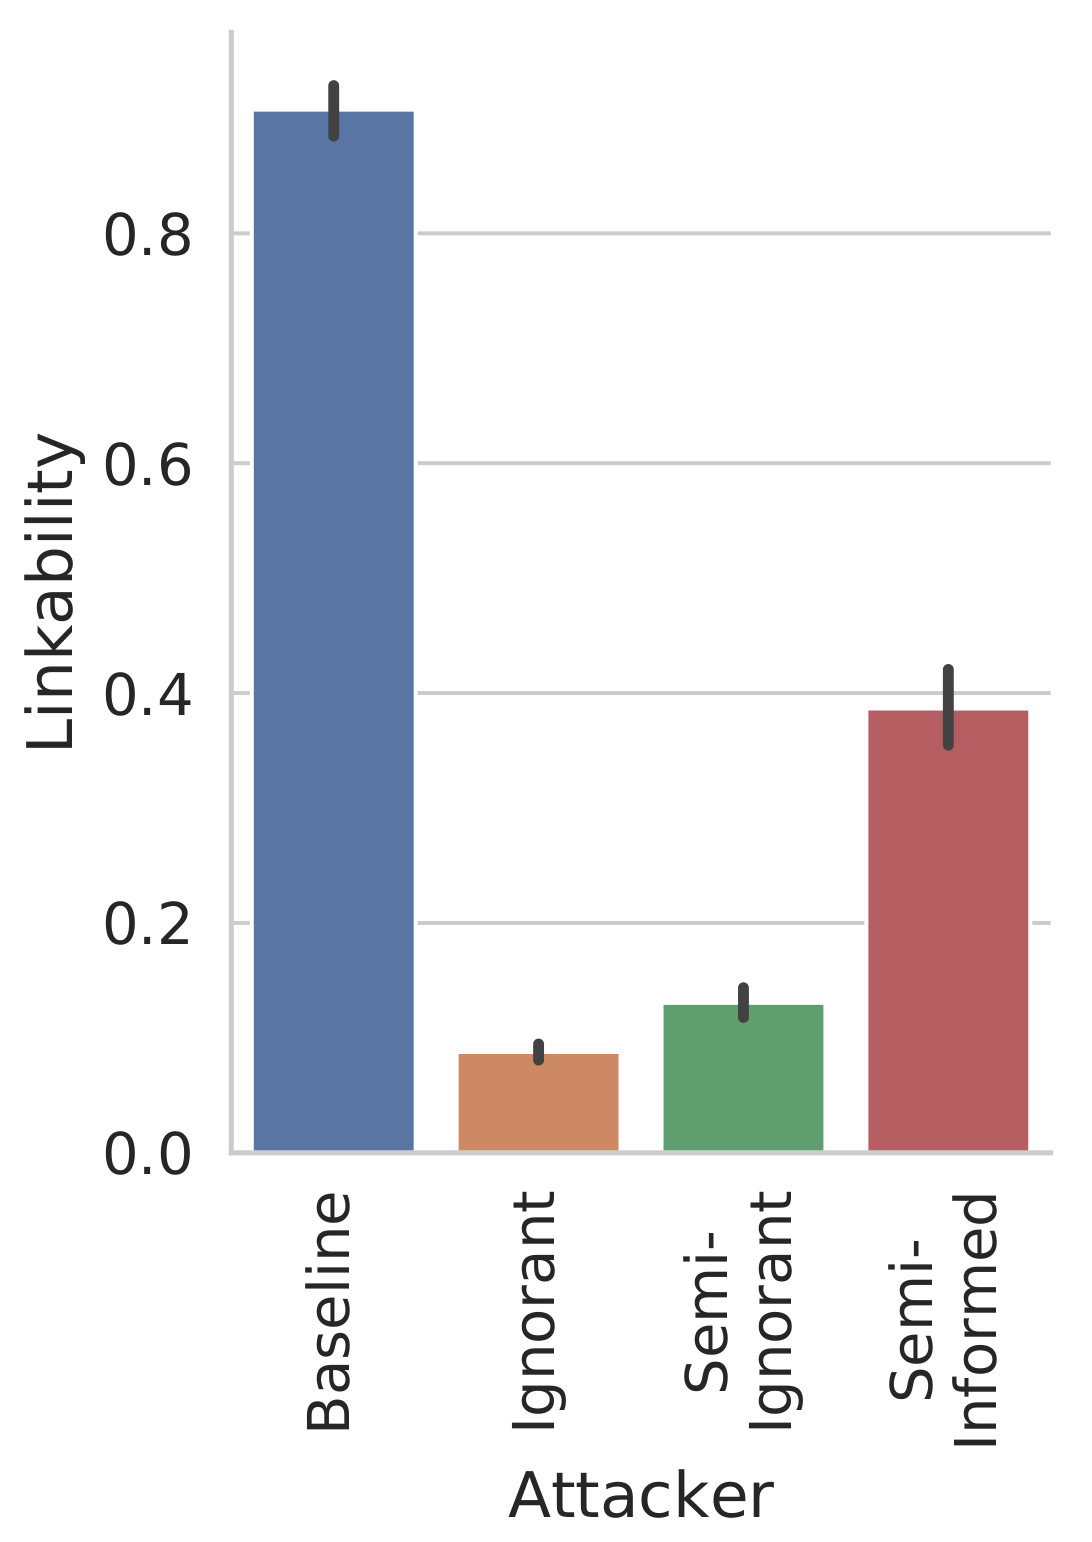 Linkability
0.8
0.6
0.4
0.2
0.0
Baseline
Ignorant
Semi-
Ignorant
Semi-
Informed
Attacker